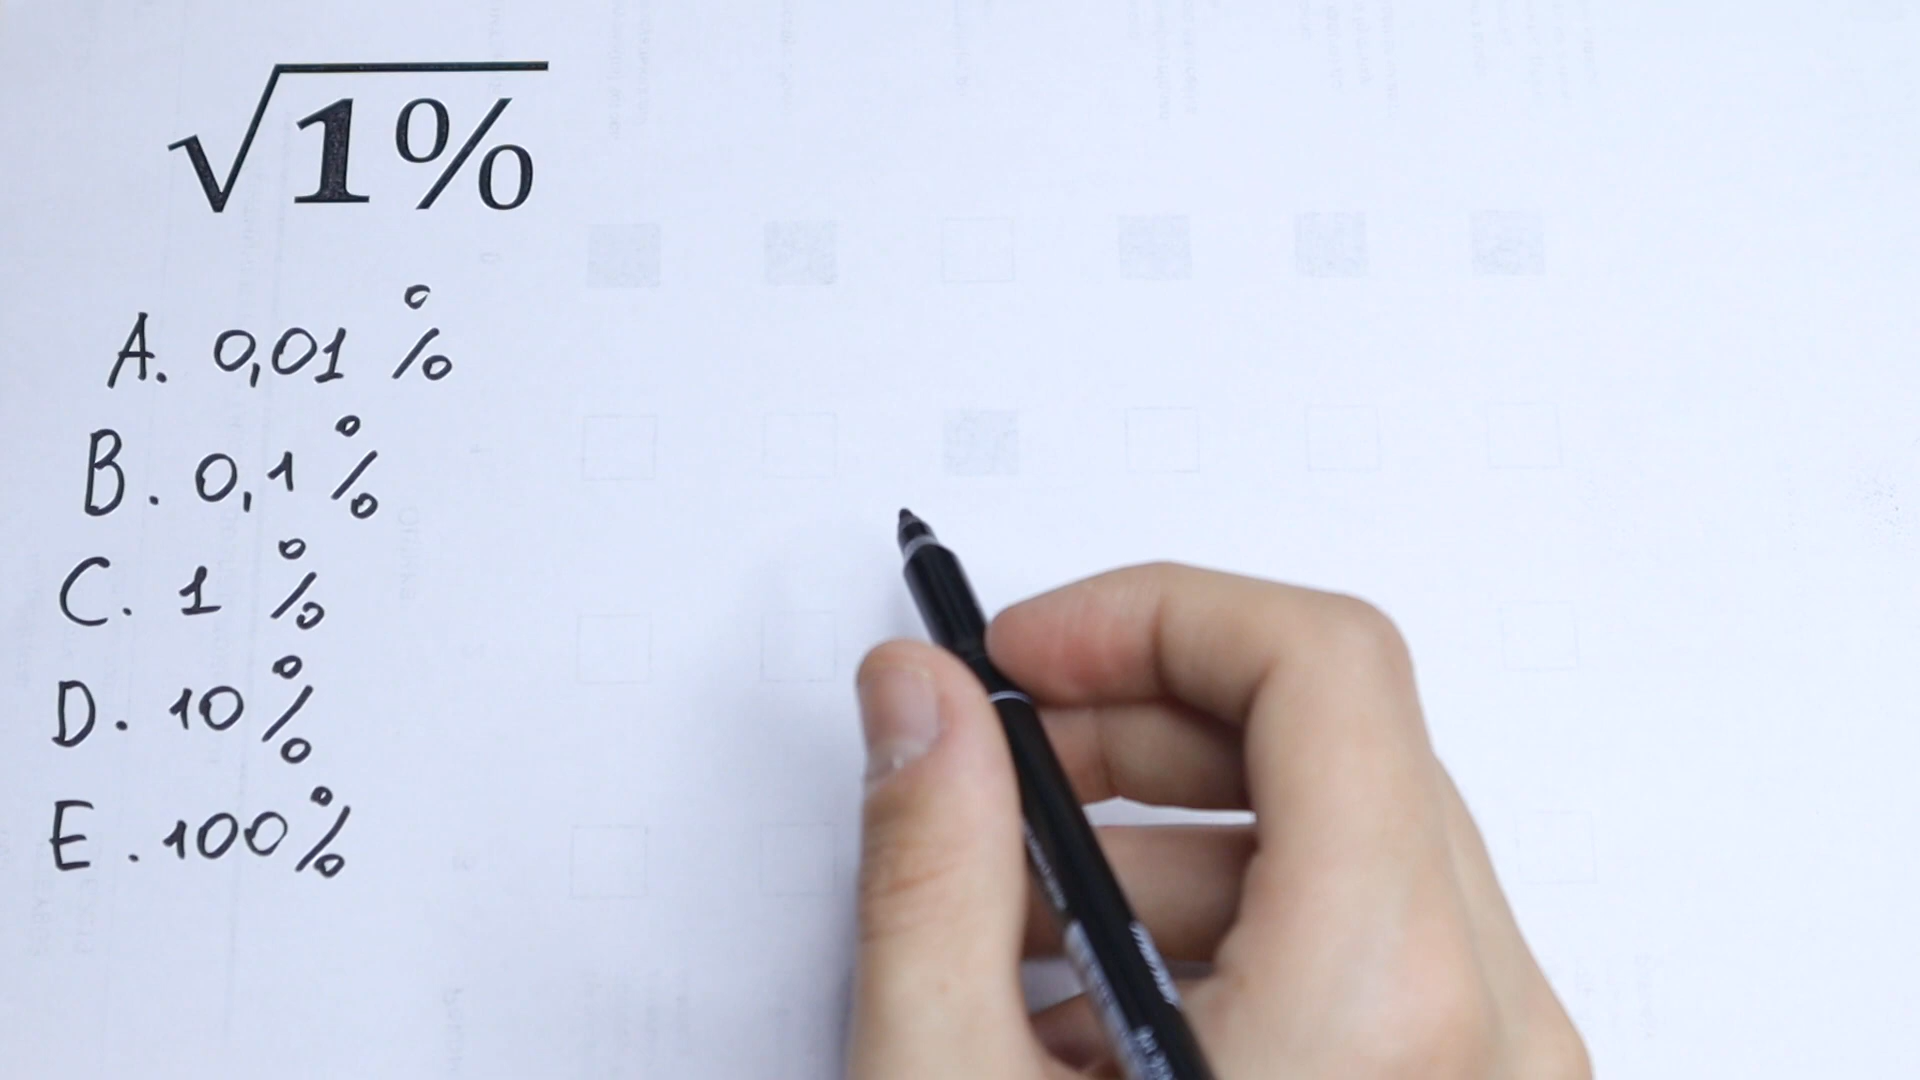 √1%
A. 0,01 %
B. 0,1 %
C. 1 %
D. 10 %
E. 100 %